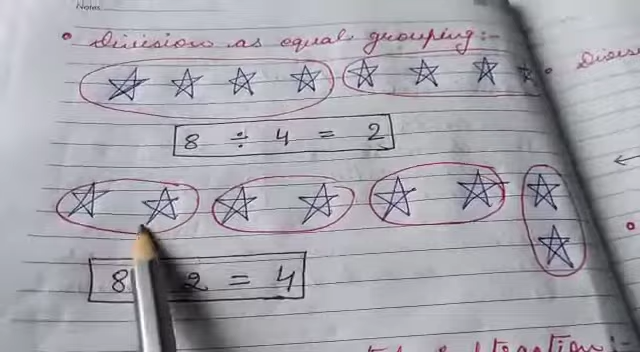 Notes
• Division as equal grouping:-
8 ÷ 4 = 2
8 2 = 4